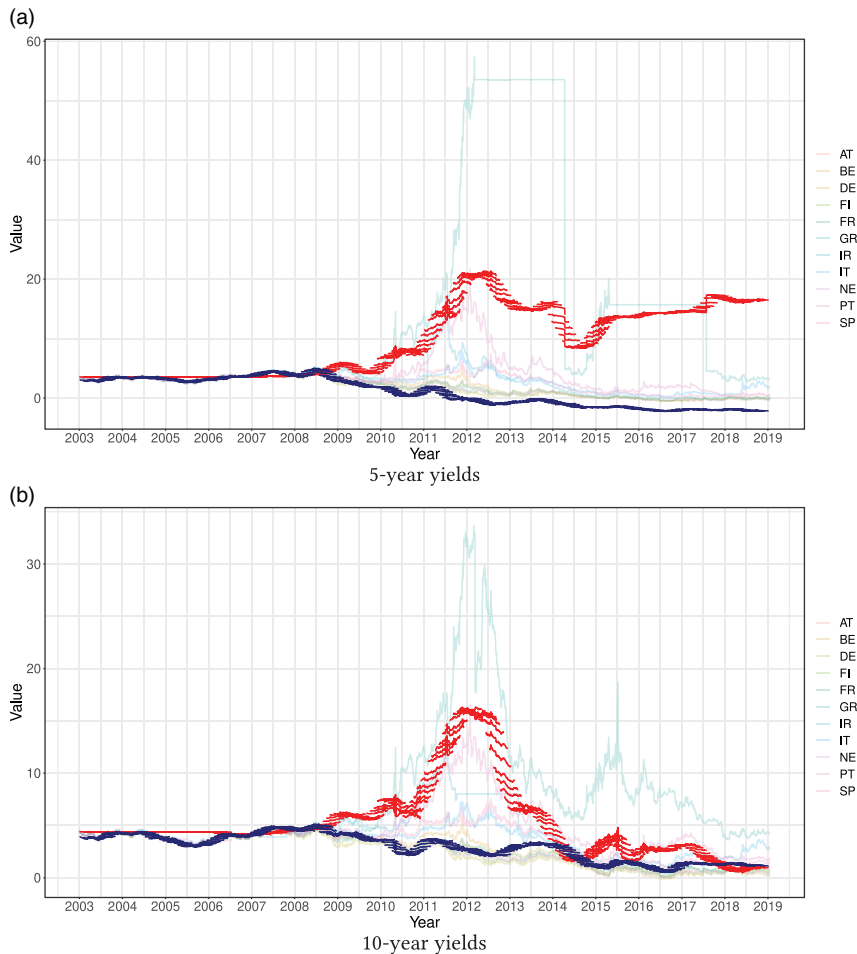 (a)
60
40
20
0
Value
2003 2004 2005 2006 2007 2008 2009 2010 2011 2012 2013 2014 2015 2016 2017 2018 2019
Year
AT
BE
DE
FI
FR
GR
IR
IT
NE
PT
SP
5-year yields
(b)
30
20
10
0
Value
2003 2004 2005 2006 2007 2008 2009 2010 2011 2012 2013 2014 2015 2016 2017 2018 2019
Year
AT
BE
DE
FI
FR
GR
IR
IT
NE
PT
SP
10-year yields